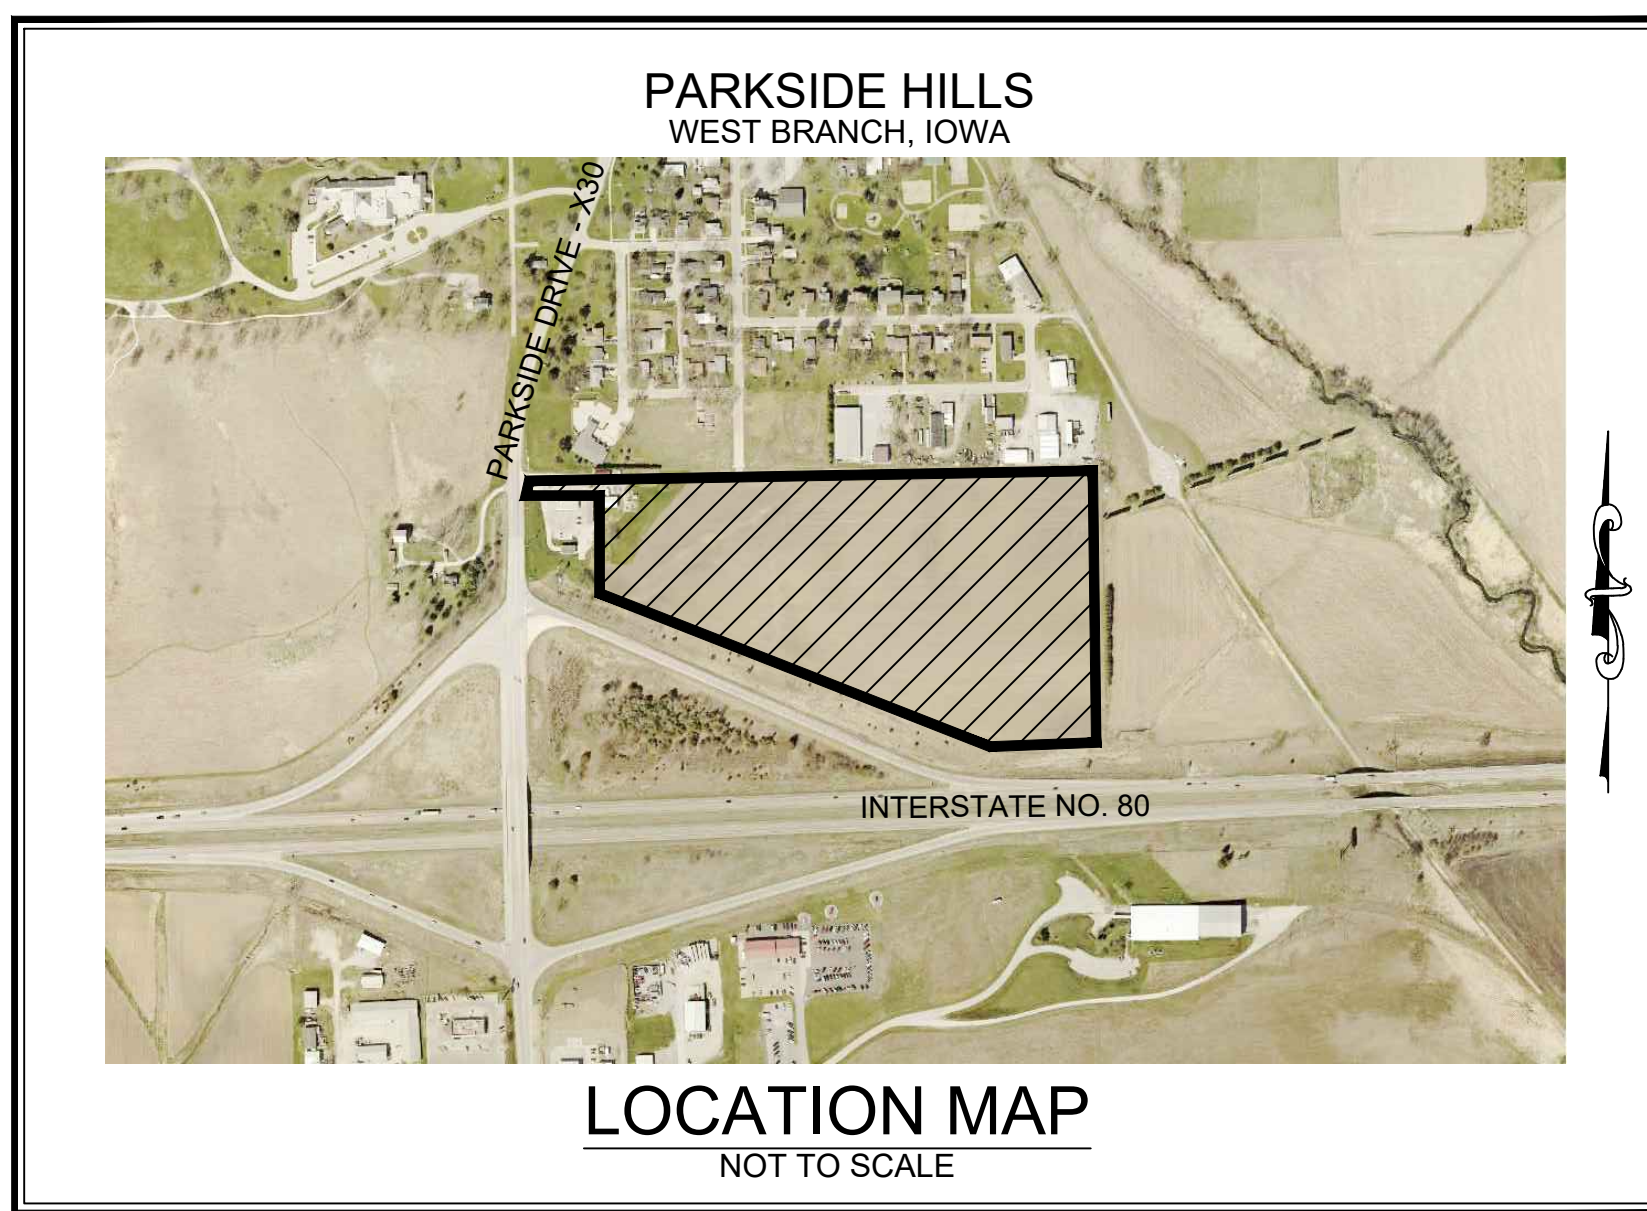 PARKSIDE HILLS
WEST BRANCH, IOWA
PARKSIDE DRIVE - X30
INTERSTATE NO. 80
LOCATION MAP
NOT TO SCALE